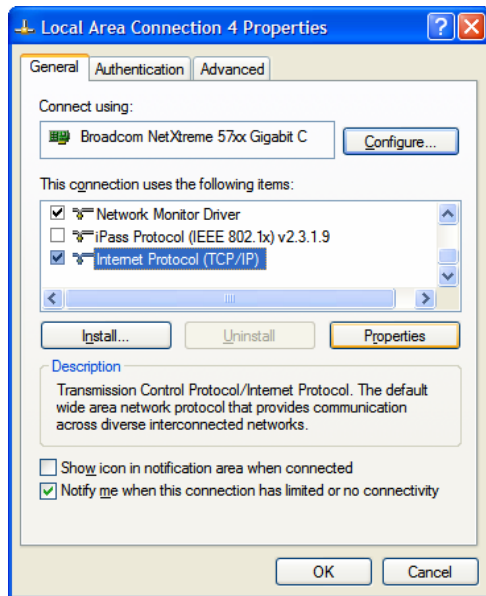 Local Area Connection 4 Properties
General Authentication Advanced
Connect using:
Broadcom NetXtreme 57xx Gigabit C
Configure...
This connection uses the following items:
Network Monitor Driver
iPass Protocol (IEEE 802.1x) v2.3.1.9
Internet Protocol (TCP/IP)
Install... Uninstall Properties
Description
Transmission Control Protocol/Internet Protocol. The default
wide area network protocol that provides communication
across diverse interconnected networks.
Show icon in notification area when connected
Notify me when this connection has limited or no connectivity
OK Cancel